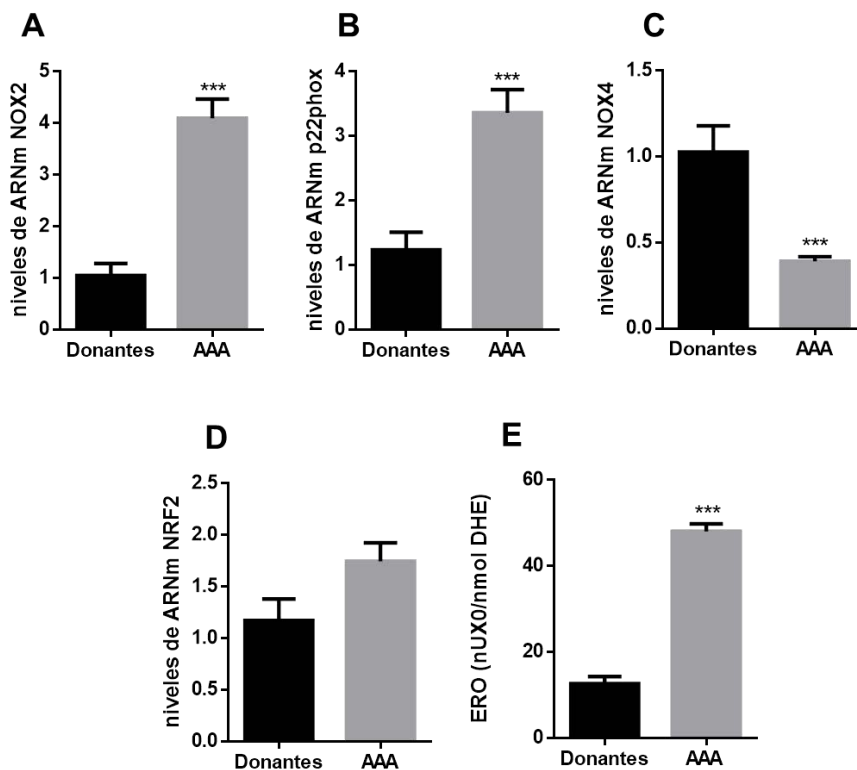 A
niveles de ARNm NOX2
5
4
3
2
1
0
***
Donantes
AAA
B
niveles de ARNm p22phox
4
3
2
1
0
***
Donantes
AAA
C
niveles de ARNm NOX4
1.5
1.0
0.5
0.0
***
Donantes
AAA
D
niveles de ARNm NRF2
2.5
2.0
1.5
1.0
0.5
0.0
Donantes
AAA
E
ERO (nUX0/nmol DHE)
60
40
20
0
***
Donantes
AAA